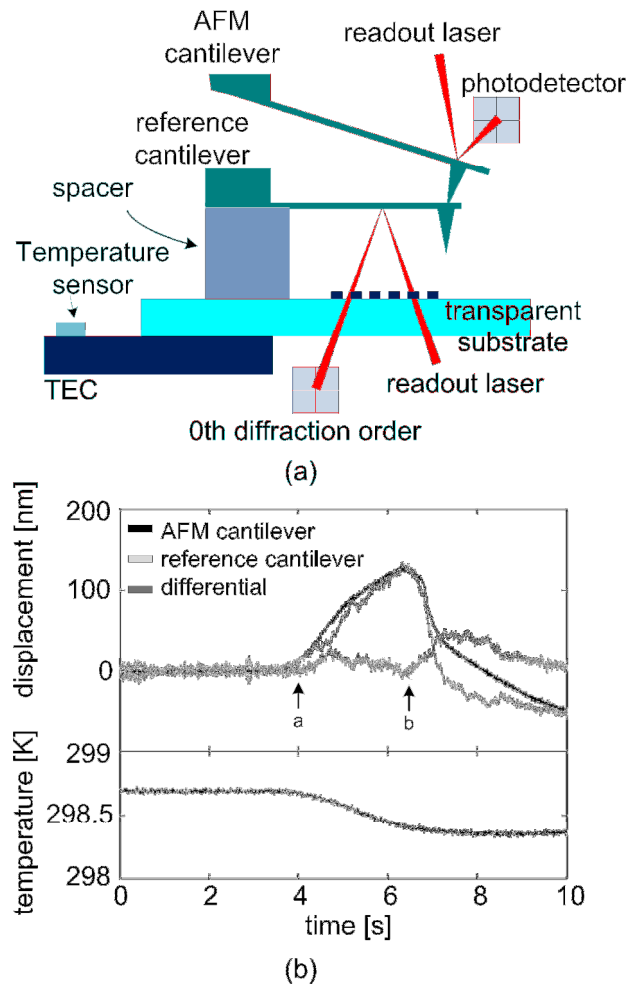 AFM
cantilever
readout laser
photodetector
reference
cantilever
spacer
Temperature
sensor
transparent
substrate
TEC
readout laser
0th diffraction order
(a)
displacement [nm]
200
100
0
AFM cantilever
reference cantilever
differential
a
b
temperature [K]
299
298.5
298
0
2
4
6
8
10
time [s]
(b)